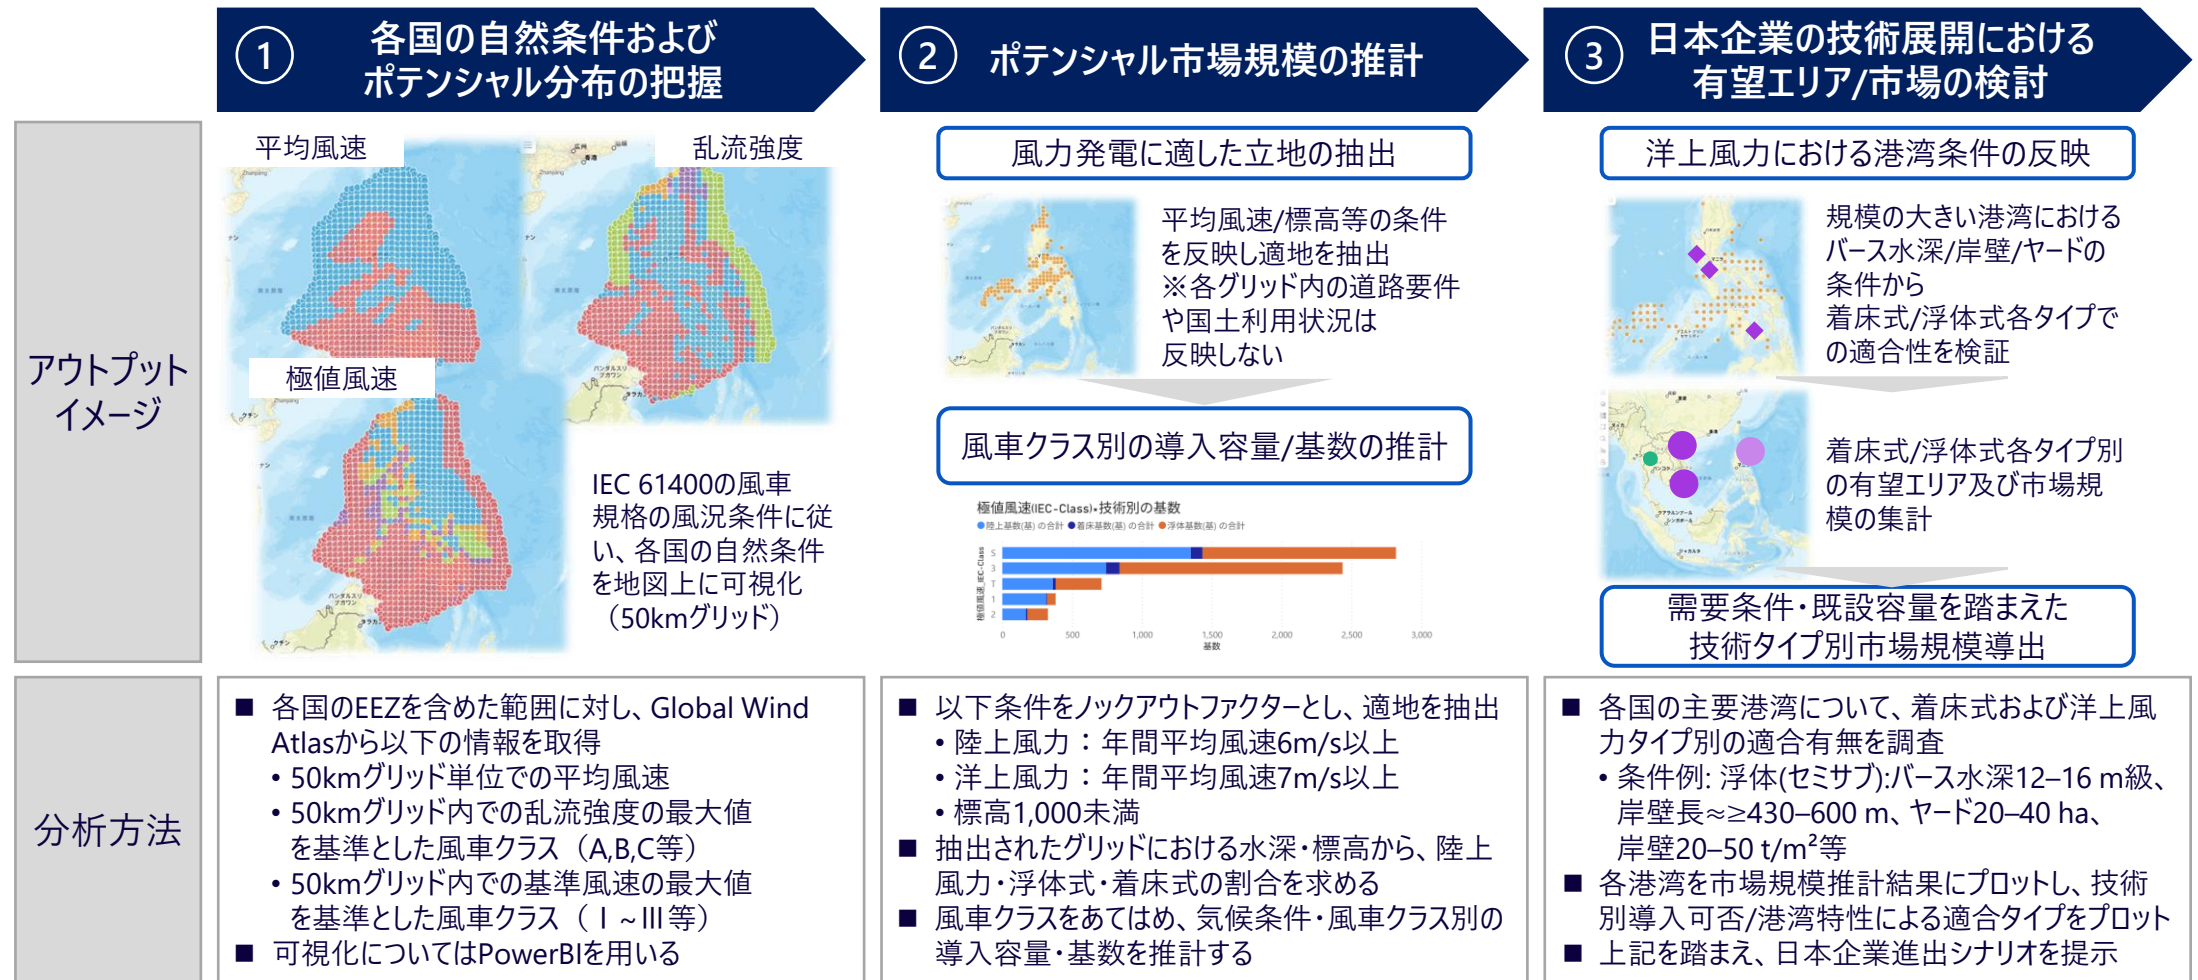 ① 各国の自然条件および
ポテンシャル分布の把握
② ポテンシャル市場規模の推計
③ 日本企業の技術展開における
有望エリア/市場の検討
アウトプット
イメージ
平均風速
乱流強度
極値風速
IEC 61400の風車
規格の風況条件に従
い、各国の自然条件
を地図上に可視化
（50kmグリッド）
風力発電に適した立地の抽出
平均風速/標高等の条件
を反映し適地を抽出
※各グリッド内の道路要件
や国土利用状況は
反映しない
風車クラス別の導入容量/基数の推計
極値風速(IEC-Class)・技術別の基数
陸上基数(基) の合計 着床基数(基) の合計 浮体基数(基) の合計
極値風速_IEC-Class
S
3
T
1
2
0 500 1,000 1,500 2,000 2,500 3,000
基数
洋上風力における港湾条件の反映
規模の大きい港湾における
バース水深/岸壁/ヤードの
条件から
着床式/浮体式各タイプで
の適合性を検証
着床式/浮体式各タイプ別
の有望エリア及び市場規
模の集計
需要条件・既設容量を踏まえた
技術タイプ別市場規模導出
分析方法
■ 各国のEEZを含めた範囲に対し、Global Wind
Atlasから以下の情報を取得
• 50kmグリッド単位での平均風速
• 50kmグリッド内での乱流強度の最大値
を基準とした風車クラス（A,B,C等）
• 50kmグリッド内での基準風速の最大値
を基準とした風車クラス（Ⅰ~Ⅲ等）
■ 可視化についてはPowerBIを用いる
■ 以下条件をノックアウトファクターとし、適地を抽出
• 陸上風力：年間平均風速6m/s以上
• 洋上風力：年間平均風速7m/s以上
• 標高1,000未満
■ 抽出されたグリッドにおける水深・標高から、陸上
風力・浮体式・着床式の割合を求める
■ 風車クラスをあてはめ、気候条件・風車クラス別の
導入容量・基数を推計する
■ 各国の主要港湾について、着床式および洋上風
力タイプ別の適合有無を調査
• 条件例: 浮体(セミサブ):バース水深12–16 m級、
岸壁長≈≥430–600 m、ヤード20–40 ha、
岸壁20–50 t/m²等
■ 各港湾を市場規模推計結果にプロットし、技術
別導入可否/港湾特性による適合タイプをプロット
■ 上記を踏まえ、日本企業進出シナリオを提示